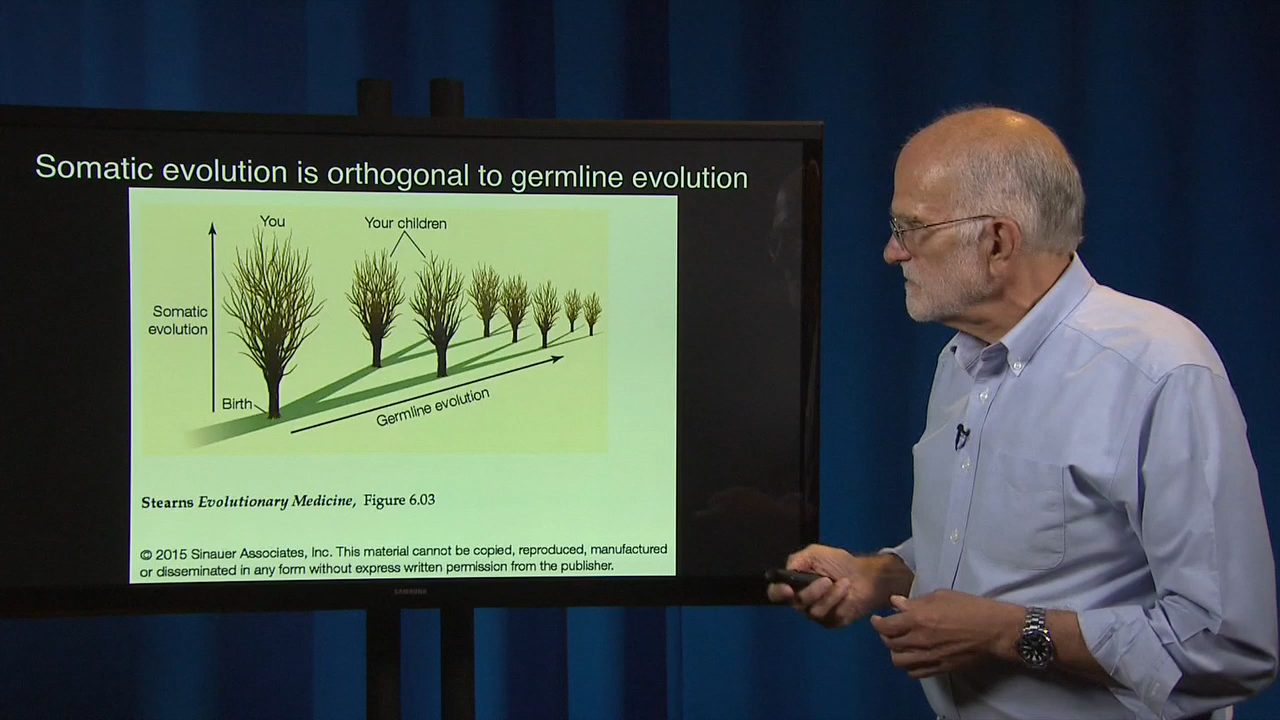 Somatic evolution is orthogonal to germline evolution
You
Your children
Somatic
evolution
Birth
Germline evolution
Stearns Evolutionary Medicine, Figure 6.03
© 2015 Sinauer Associates, Inc. This material cannot be copied, reproduced, manufactured
or disseminated in any form without express written permission from the publisher.
SAMSUNG